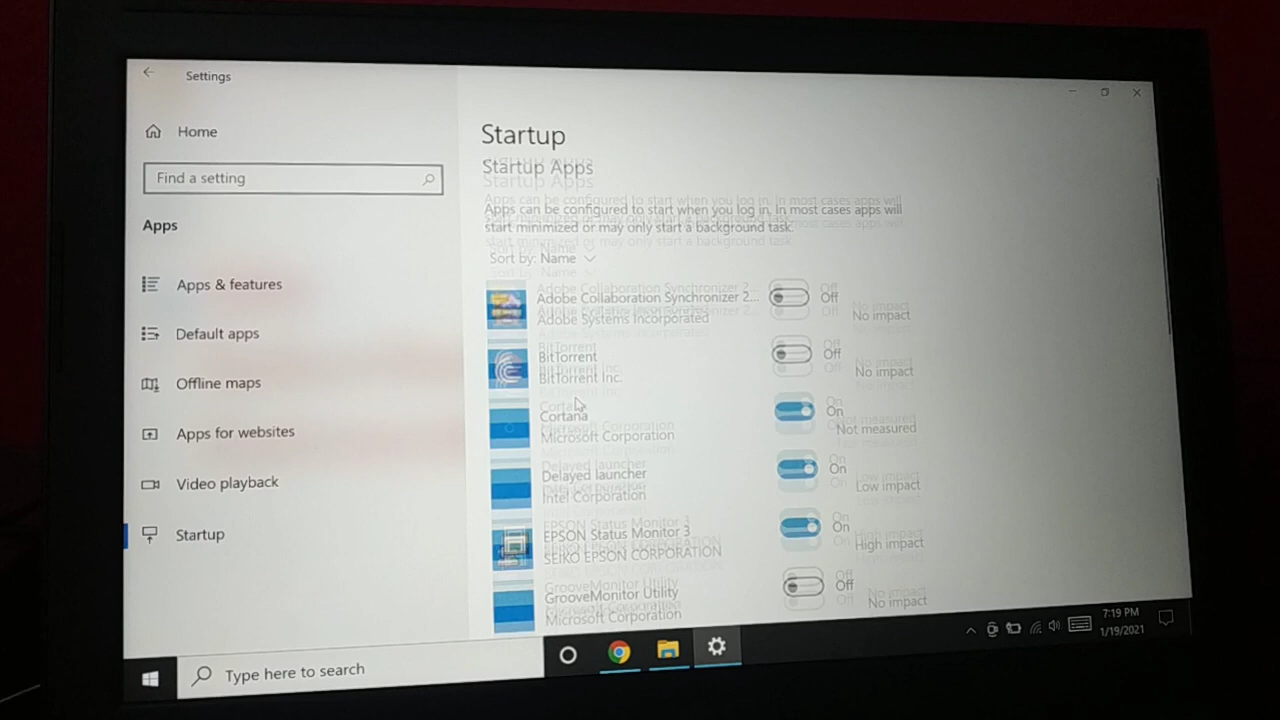 Settings
Home
Find a setting
Apps
Apps & features
Default apps
Offline maps
Apps for websites
Video playback
Startup
Startup
Startup Apps
Apps can be configured to start when you log in. In most cases apps will
start minimized or may only start a background task.
Sort by: Name
Adobe Collaboration Synchronizer 2...
Adobe Systems Incorporated
Off
No impact
BitTorrent
BitTorrent Inc.
Off
No impact
Cortana
Microsoft Corporation
On
Not measured
Delayed launcher
Intel Corporation
On
Low impact
EPSON Status Monitor 3
SEIKO EPSON CORPORATION
On
High impact
GrooveMonitor Utility
Microsoft Corporation
Off
No impact
Type here to search
7:19 PM
1/19/2021